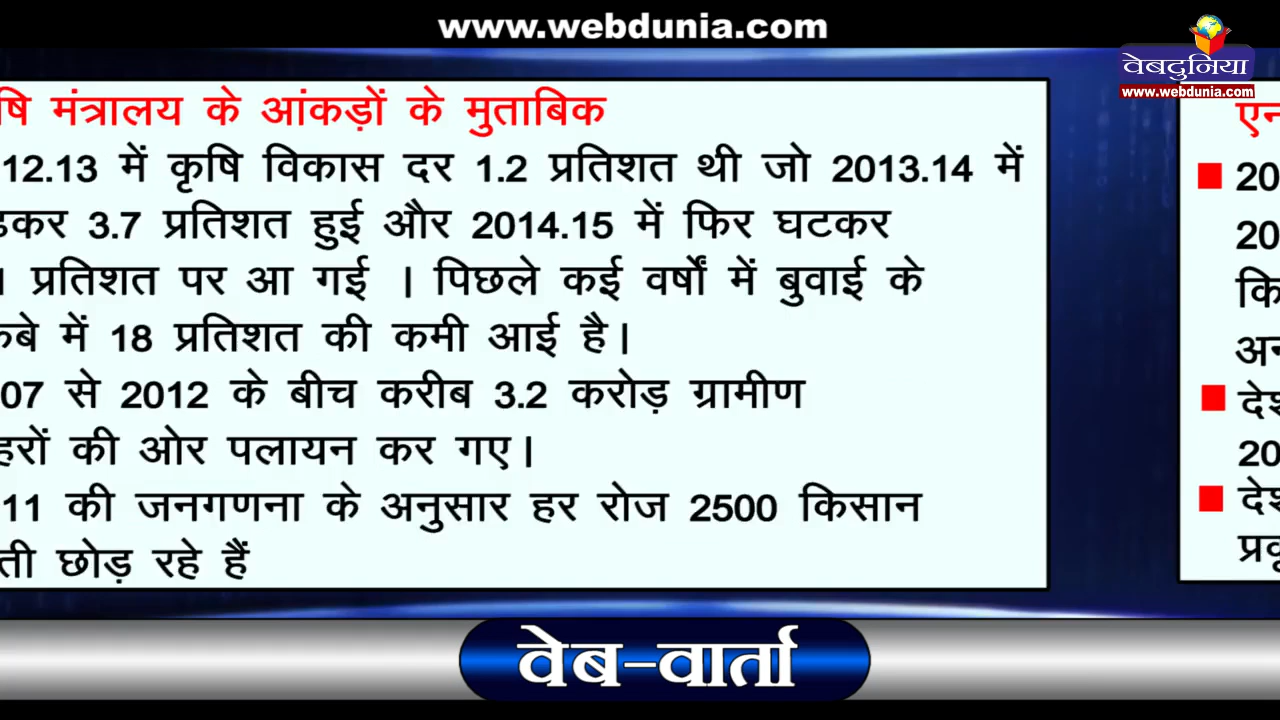 www.webdunia.com
वेबदुनिया
www.webdunia.com
षि मंत्रालय के आंकड़ों के मुताबिक
12.13 में कृषि विकास दर 1.2 प्रतिशत थी जो 2013.14 में
कर 3.7 प्रतिशत हुई और 2014.15 में फिर घटकर
। प्रतिशत पर आ गई । पिछले कई वर्षों में बुवाई के
बे में 18 प्रतिशत की कमी आई है।
07 से 2012 के बीच करीब 3.2 करोड़ ग्रामीण
हरों की ओर पलायन कर गए।
11 की जनगणना के अनुसार हर रोज 2500 किसान
ती छोड़ रहे हैं
एन
20
20
कि
अन
देश
20
देश
वेब-वार्ता